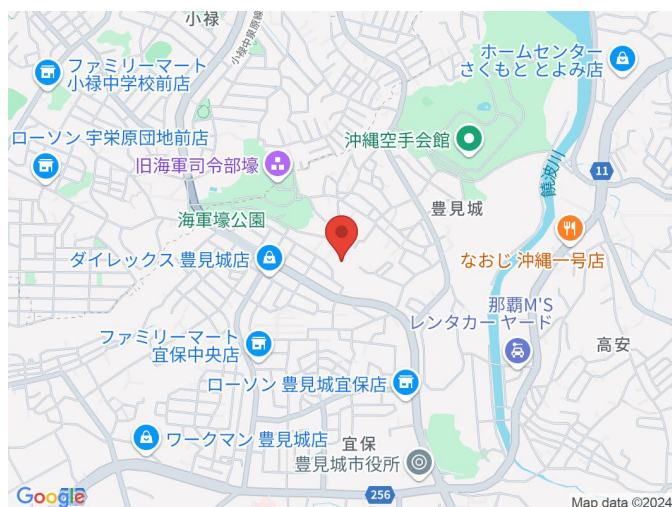 小禄
小禄中泉原線
ファミリーマート
小禄中学校前店
ホームセンター
さくもと とよみ店
ローソン 宇栄原団地前店
旧海軍司令部壕
沖縄空手会館
饒波川
11
海軍壕公園
豊見城
ダイレックス 豊見城店
なおじ 沖縄一号店
那覇M'S
レンタカー ヤード
ファミリーマート
宜保中央店
高安
ローソン 豊見城宜保店
ワークマン 豊見城店
宜保
豊見城市役所
256
Google
Map data ©2024